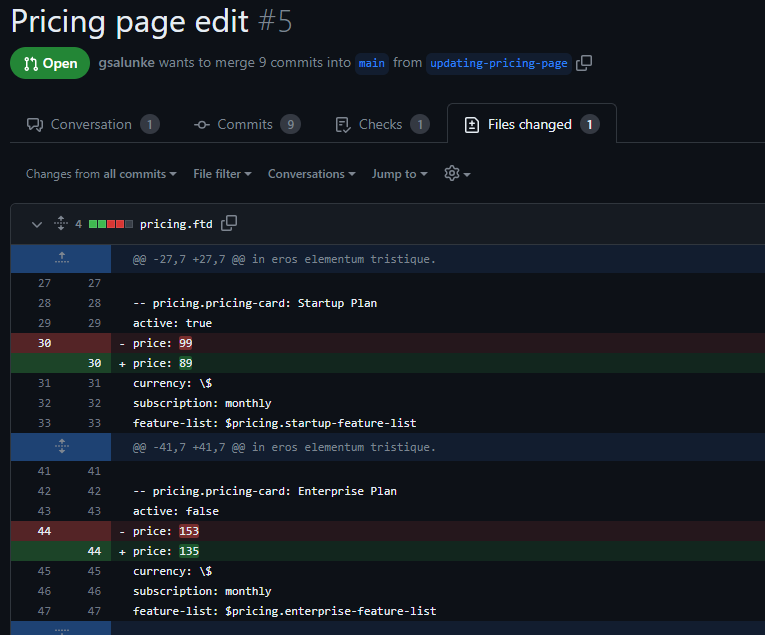 Pricing page edit #5
Open gsalunke wants to merge 9 commits into main from updating-pricing-page
Conversation 1 Commits 9 Checks 1 Files changed 1
Changes from all commits File filter Conversations Jump to
4 pricing.ftd
@@ -27,7 +27,7 @@ in eros elementum tristique.
27 27
28 28 -- pricing.pricing-card: Startup Plan
29 29 active: true
30 - price: 99
30 + price: 89
31 31 currency: \$
32 32 subscription: monthly
33 33 feature-list: $pricing.startup-feature-list
@@ -41,7 +41,7 @@ in eros elementum tristique.
41 41
42 42 -- pricing.pricing-card: Enterprise Plan
43 43 active: false
44 - price: 153
44 + price: 135
45 45 currency: \$
46 46 subscription: monthly
47 47 feature-list: $pricing.enterprise-feature-list